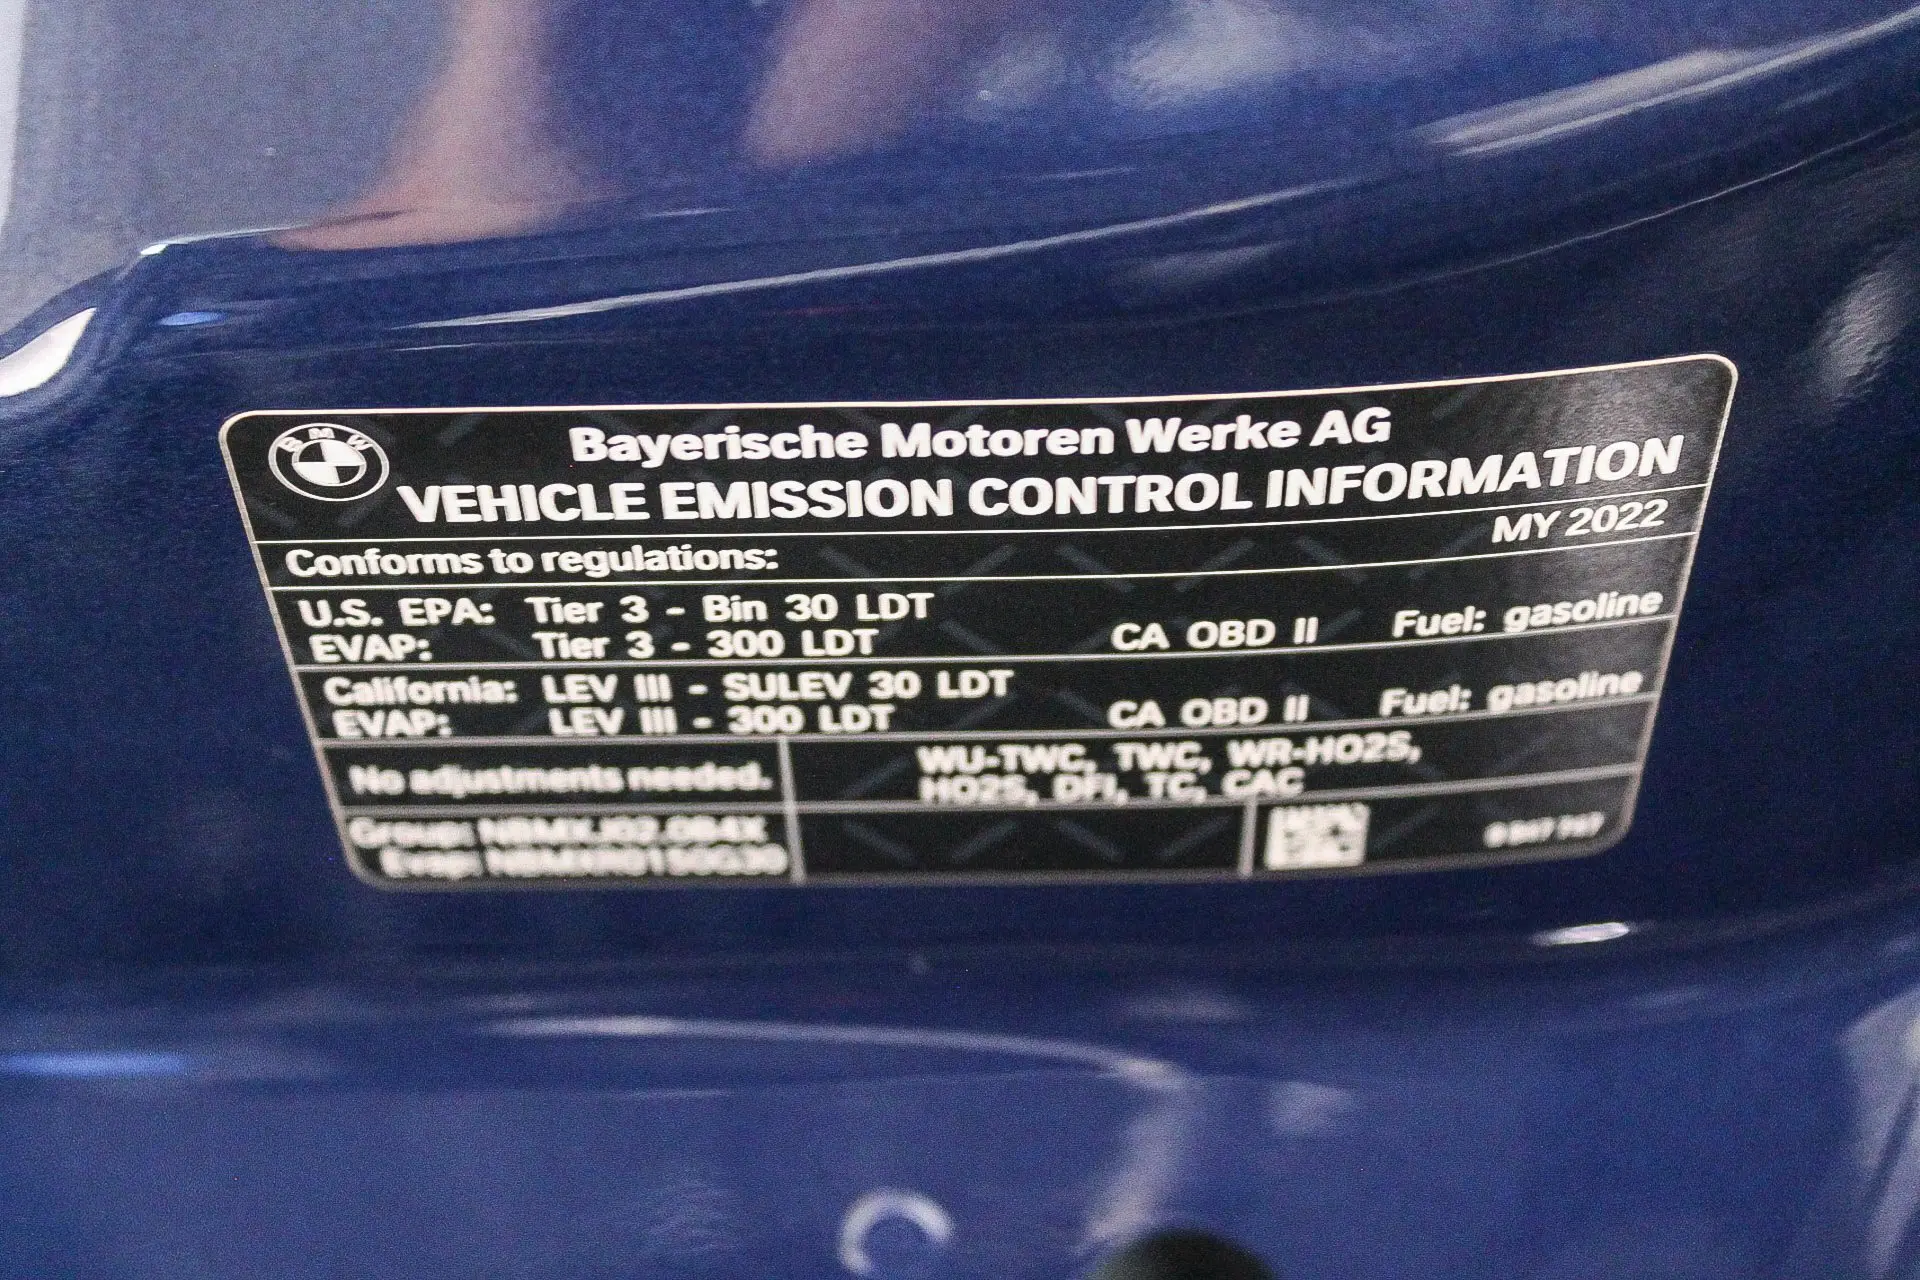 BMW
Bayerische Motoren Werke AG
VEHICLE EMISSION CONTROL INFORMATION
Conforms to regulations:
MY 2022
U.S. EPA: Tier 3 - Bin 30 LDT
EVAP: Tier 3 - 300 LDT CA OBD II Fuel: gasoline
California: LEV III - SULEV 30 LDT
EVAP: LEV III - 300 LDT CA OBD II Fuel: gasoline
No adjustments needed.
WU-TWC, TWC, WR-HO2S,
HO2S, DFI, TC, CAC
Group:
Evap: